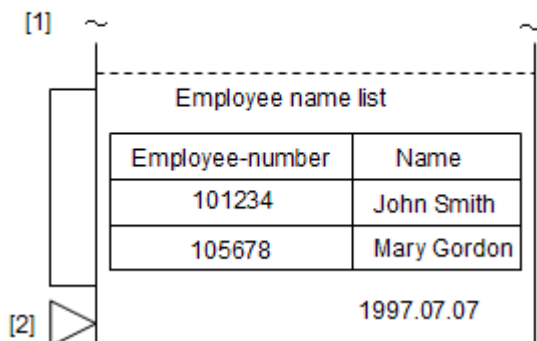 [1]
Employee name list
Employee-number Name
101234 John Smith
105678 Mary Gordon
1997.07.07
[2]